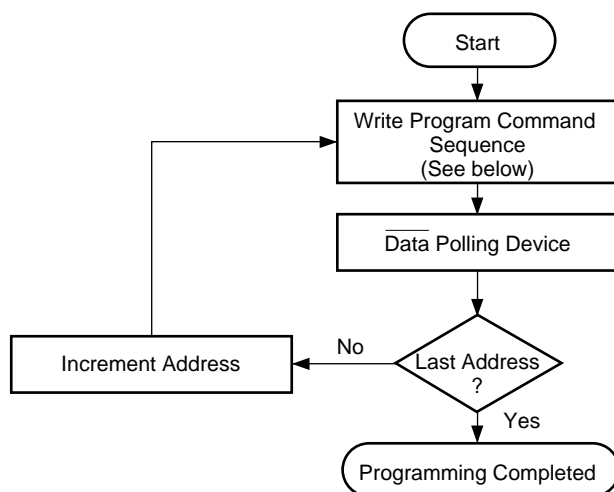 Start
Write Program Command
Sequence
(See below)
Data Polling Device
Increment Address
No
Last Address
?
Yes
Programming Completed